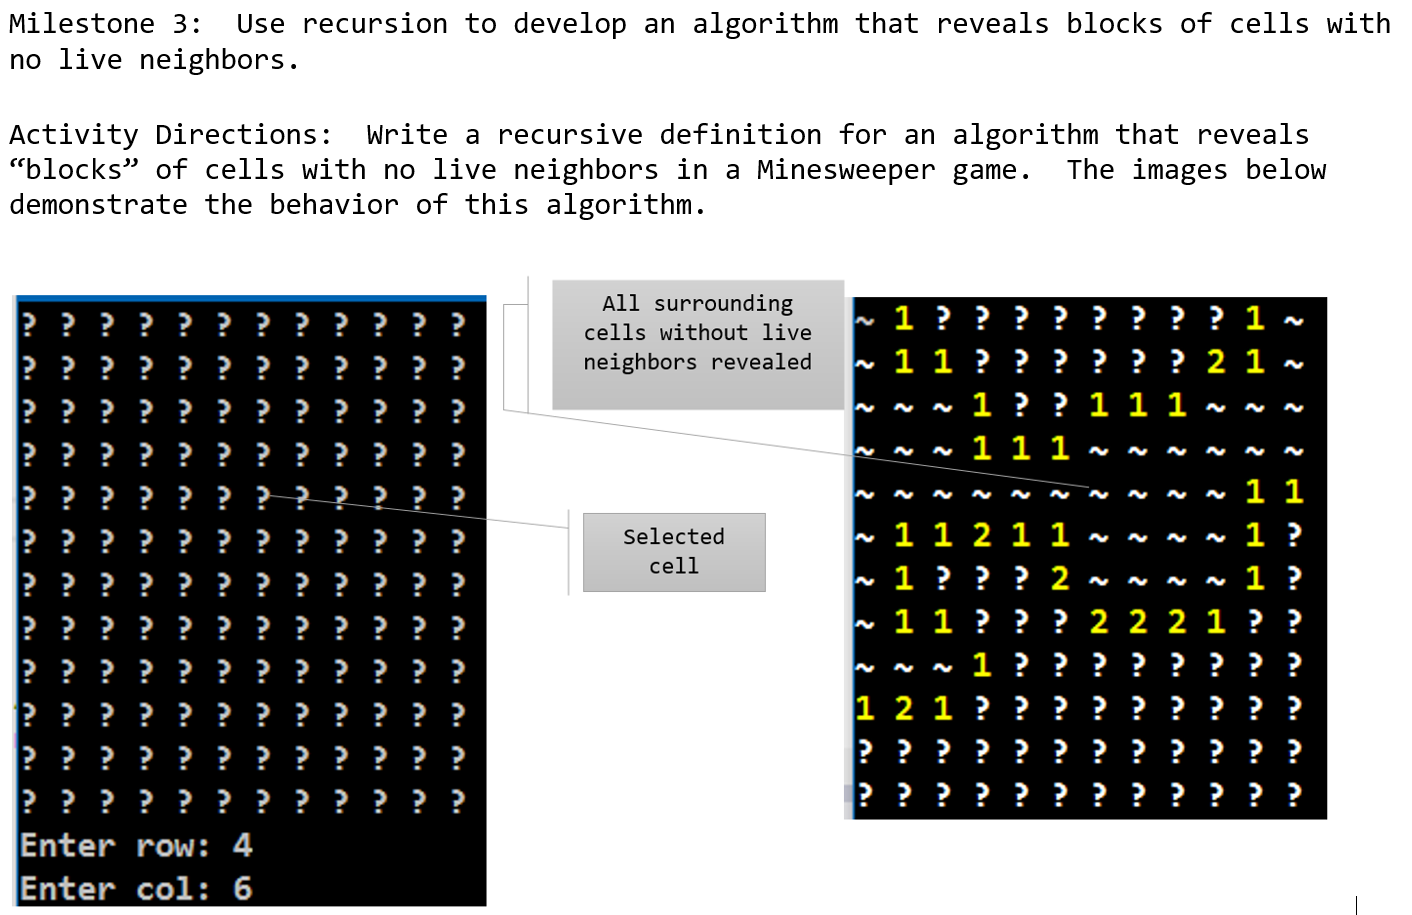 Milestone 3:  Use recursion to develop an algorithm that reveals blocks of cells with
no live neighbors.
Activity Directions:  Write a recursive definition for an algorithm that reveals
“blocks” of cells with no live neighbors in a Minesweeper game.  The images below
demonstrate the behavior of this algorithm.
? ? ? ? ? ? ? ? ? ? ? ?
? ? ? ? ? ? ? ? ? ? ? ?
? ? ? ? ? ? ? ? ? ? ? ?
? ? ? ? ? ? ? ? ? ? ? ?
? ? ? ? ? ? ? ? ? ? ? ?
? ? ? ? ? ? ? ? ? ? ? ?
? ? ? ? ? ? ? ? ? ? ? ?
? ? ? ? ? ? ? ? ? ? ? ?
? ? ? ? ? ? ? ? ? ? ? ?
? ? ? ? ? ? ? ? ? ? ? ?
? ? ? ? ? ? ? ? ? ? ? ?
? ? ? ? ? ? ? ? ? ? ? ?
Enter row: 4
Enter col: 6
All surrounding
cells without live
neighbors revealed
Selected
cell
~ 1 ? ? ? ? ? ? ? ? 1 ~
~ 1 1 ? ? ? ? ? ? 2 1 ~
~ ~ ~ 1 ? ? 1 1 1 ~ ~ ~
~ ~ ~ 1 1 1 ~ ~ ~ ~ ~ ~
~ ~ ~ ~ ~ ~ ~ ~ ~ ~ 1 1
~ 1 1 2 1 1 ~ ~ ~ ~ 1 ?
~ 1 ? ? ? 2 ~ ~ ~ ~ 1 ?
~ 1 1 ? ? ? 2 2 2 1 ? ?
~ ~ ~ 1 ? ? ? ? ? ? ? ?
1 2 1 ? ? ? ? ? ? ? ? ?
? ? ? ? ? ? ? ? ? ? ? ?
? ? ? ? ? ? ? ? ? ? ? ?